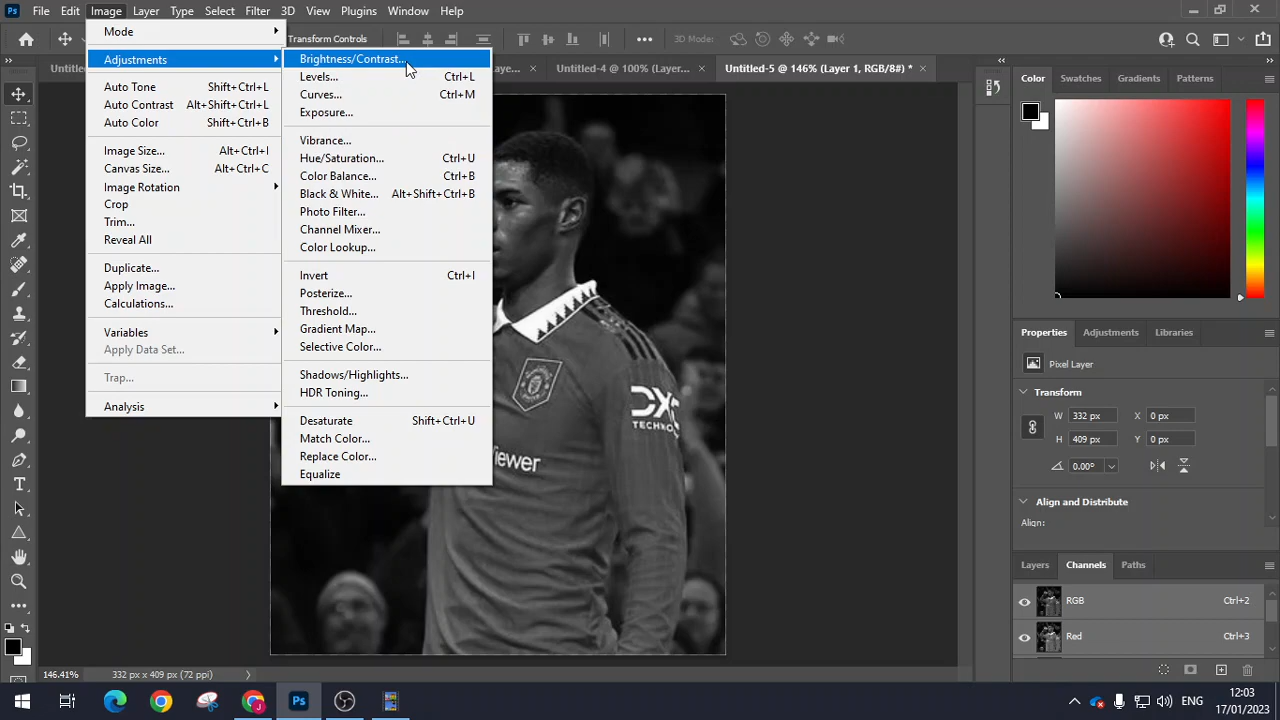 Ps File Edit Image Layer Type Select Filter 3D View Plugins Window Help
Mode
Transform Controls
3D Mode:
Adjustments
Auto Tone Shift+Ctrl+L
Auto Contrast Alt+Shift+Ctrl+L
Auto Color Shift+Ctrl+B
Image Size... Alt+Ctrl+I
Canvas Size... Alt+Ctrl+C
Image Rotation
Crop
Trim...
Reveal All
Duplicate...
Apply Image...
Calculations...
Variables
Apply Data Set...
Trap...
Analysis
Brightness/Contrast...
Levels... Ctrl+L
Curves... Ctrl+M
Exposure...
Vibrance...
Hue/Saturation... Ctrl+U
Color Balance... Ctrl+B
Black & White... Alt+Shift+Ctrl+B
Photo Filter...
Channel Mixer...
Color Lookup...
Invert Ctrl+I
Posterize...
Threshold...
Gradient Map...
Selective Color...
Shadows/Highlights...
HDR Toning...
Desaturate Shift+Ctrl+U
Match Color...
Replace Color...
Equalize
Untitled-4 @ 100% (Layer... × Untitled-5 @ 146% (Layer 1, RGB/8#) * ×
DXC
TECHNO
Viewer
Color Swatches Gradients Patterns
Properties Adjustments Libraries
Pixel Layer
Transform
W 332 px X 0 px
H 409 px Y 0 px
0.00°
Align and Distribute
Align:
Layers Channels Paths
RGB Ctrl+2
Red Ctrl+3
146.41% 332 px x 409 px (72 ppi)
Ps
ENG
12:03
17/01/2023